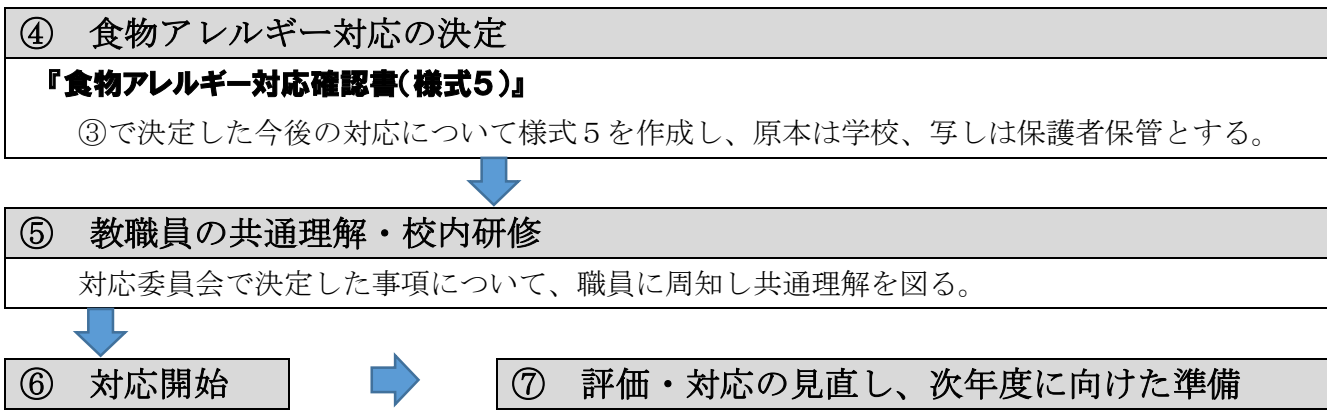 ④　食物アレルギー対応の決定
『食物アレルギー対応確認書(様式５)』
③で決定した今後の対応について様式５を作成し、原本は学校、写しは保護者保管とする。
⑤　教職員の共通理解・校内研修
対応委員会で決定した事項について、職員に周知し共通理解を図る。
⑥　対応開始
⑦　評価・対応の見直し、次年度に向けた準備